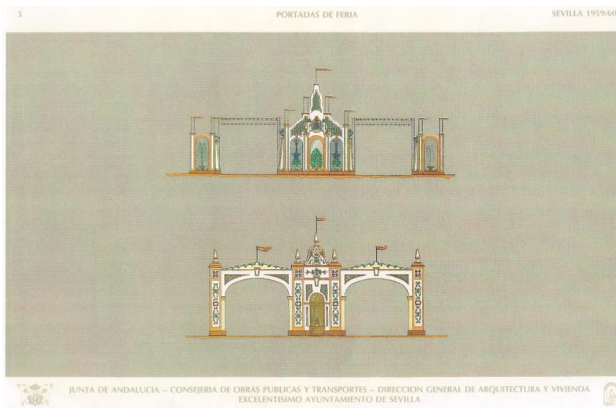 3
PORTADAS DE FERIA
SEVILLA 1959/60
JUNTA DE ANDALUCIA – CONSEJERIA DE OBRAS PUBLICAS Y TRANSPORTES – DIRECCION GENERAL DE ARQUITECTURA Y VIVIENDA
EXCELENTISIMO AYUNTAMIENTO DE SEVILLA